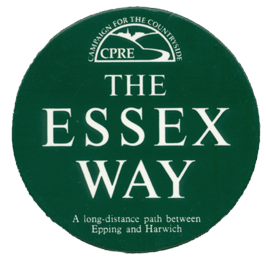 CAMPAIGN FOR THE COUNTRYSIDE
CPRE
THE
ESSEX
WAY
A long-distance path between
Epping and Harwich